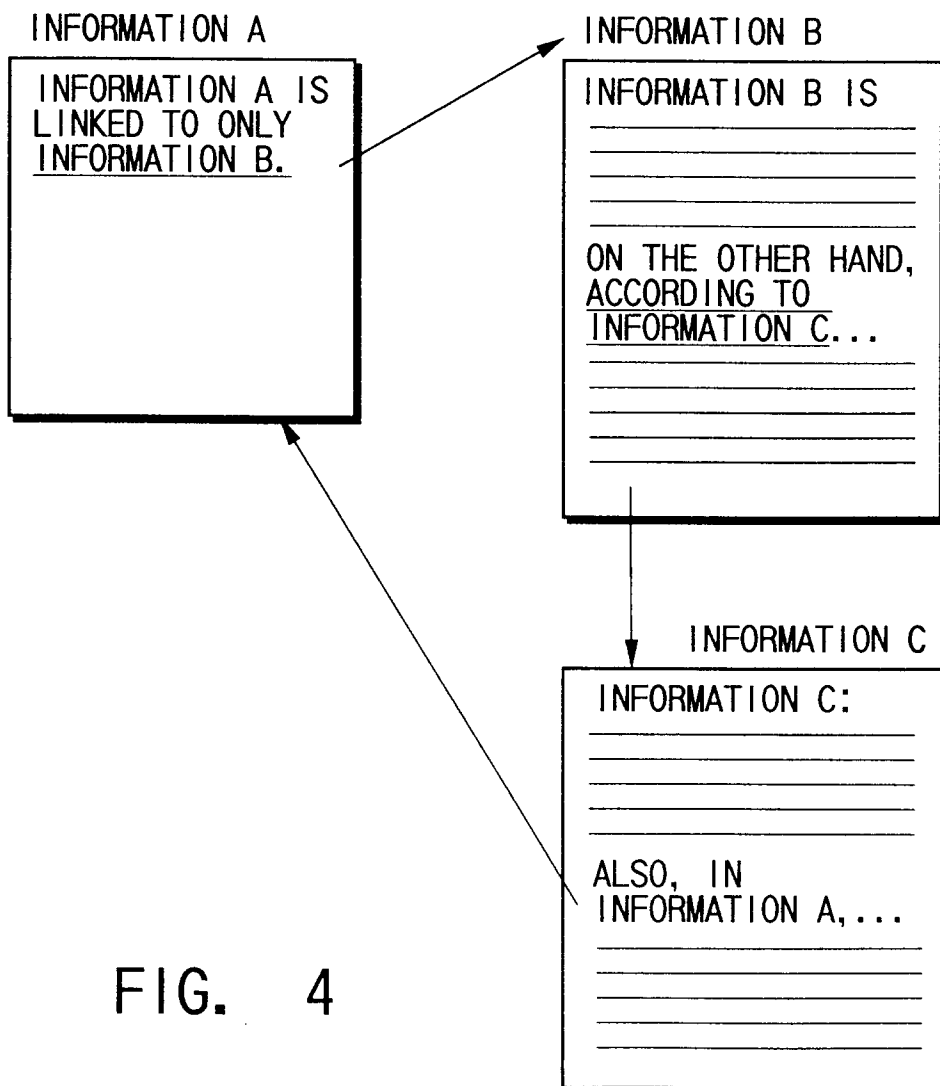 INFORMATION A
INFORMATION A IS
LINKED TO ONLY
INFORMATION B.
INFORMATION B
INFORMATION B IS
ON THE OTHER HAND,
ACCORDING TO
INFORMATION C...
INFORMATION C
INFORMATION C:
ALSO, IN
INFORMATION A,...
FIG. 4